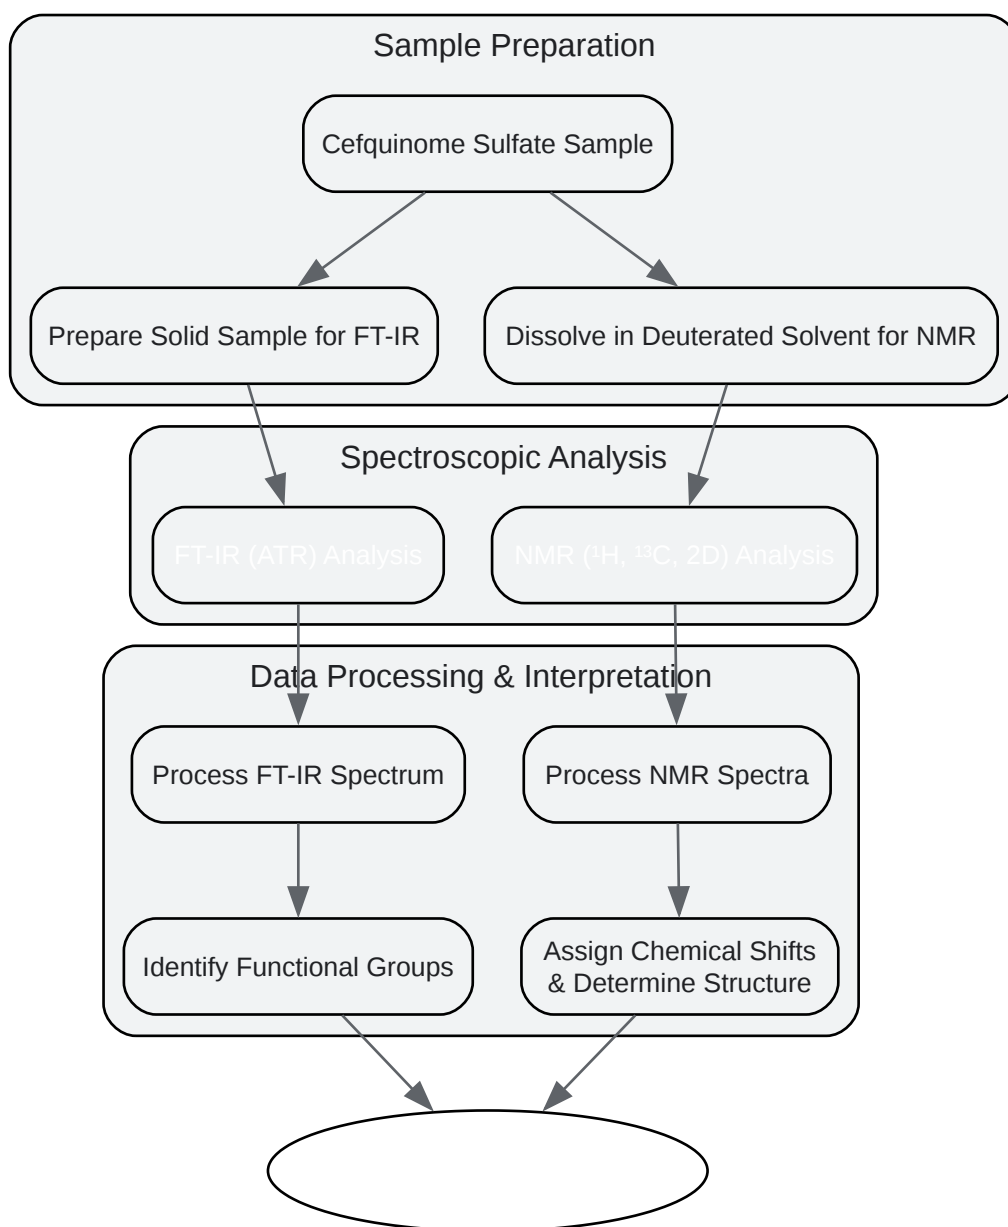 Sample Preparation
Cefquinome Sulfate Sample
Prepare Solid Sample for FT-IR
Dissolve in Deuterated Solvent for NMR
Spectroscopic Analysis
FT-IR (ATR) Analysis
NMR (¹H, ¹³C, 2D) Analysis
Data Processing & Interpretation
Process FT-IR Spectrum
Process NMR Spectra
Identify Functional Groups
Assign Chemical Shifts
& Determine Structure